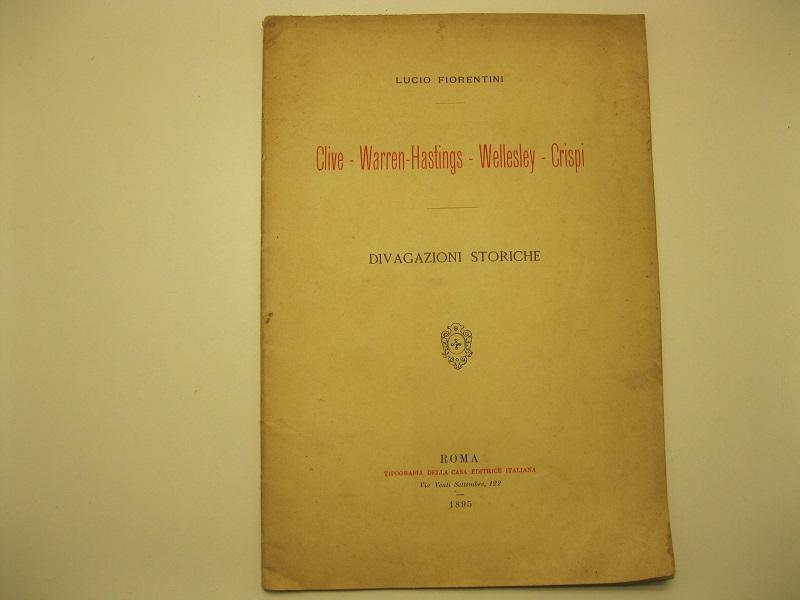 LUCIO FIORENTINI
Clive - Warren-Hastings - Wellesley - Crispi
DIVAGAZIONI STORICHE
ROMA
TIPOGRAFIA DELLA CASA EDITRICE ITALIANA
Via Venti Settembre, 122
1895